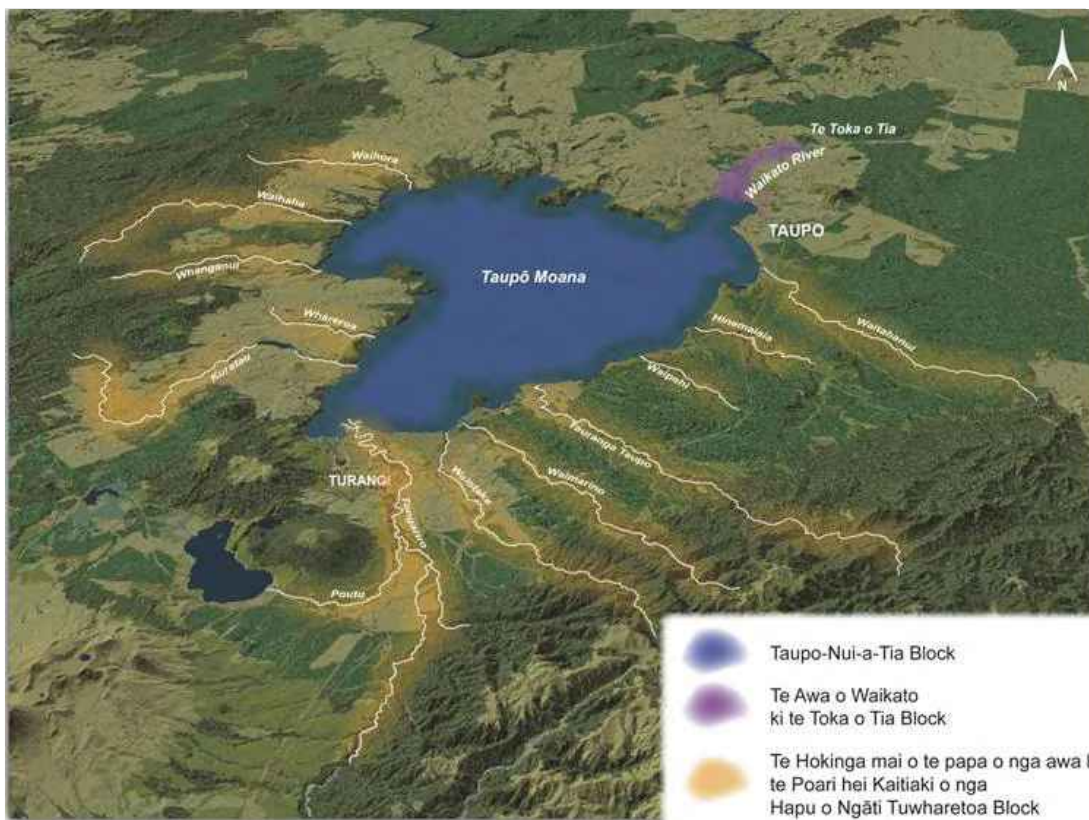 N
Te Toka o Tia
Waikato River
Waihora
Waihaha
TAUPO
Whanganui
Taupō Moana
Whareroa
Hinemaiaia
Waitahanui
Kuratau
Waipehi
Tauranga Taupo
TURANGI
Waimarino
Waiotaka
Poutu
Taupo-Nui-a-Tia Block
Te Awa o Waikato
ki te Toka o Tia Block
Te Hokinga mai o te papa o nga awa
te Poari hei Kaitiaki o nga
Hapu o Ngāti Tuwharetoa Block